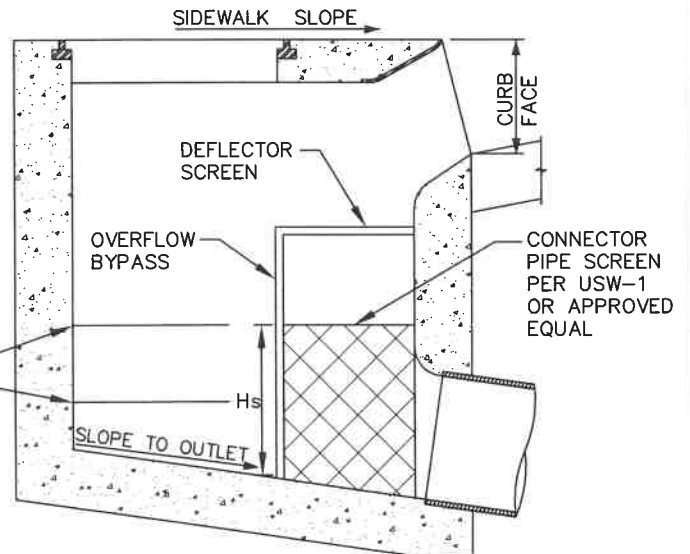 SIDEWALK SLOPE
CURB
FACE
DEFLECTOR
SCREEN
OVERFLOW
BYPASS
CONNECTOR
PIPE SCREEN
PER USW-1
OR APPROVED
EQUAL
Hs
SLOPE TO OUTLET